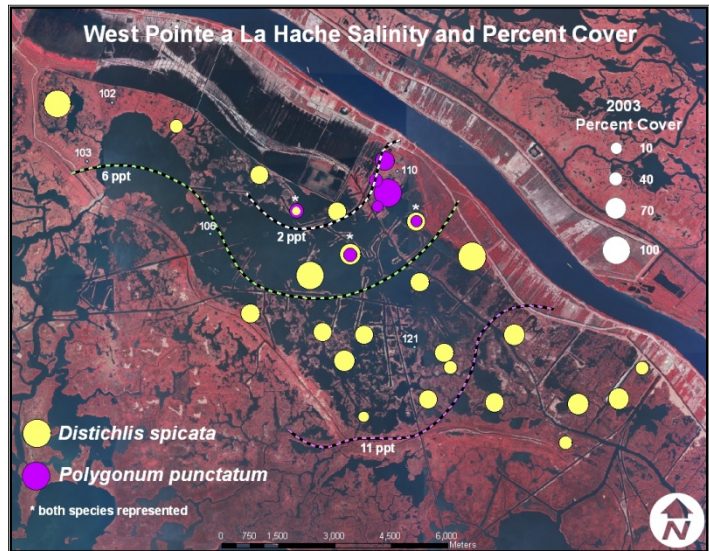 West Pointe a La Hache Salinity and Percent Cover
2003
Percent Cover
10
40
70
100
102
103
6 ppt
110
*
*
106
2 ppt
*
121
11 ppt
Distichlis spicata
Polygonum punctatum
* both species represented
0 750 1,500 3,000 4,500 6,000
Meters
N